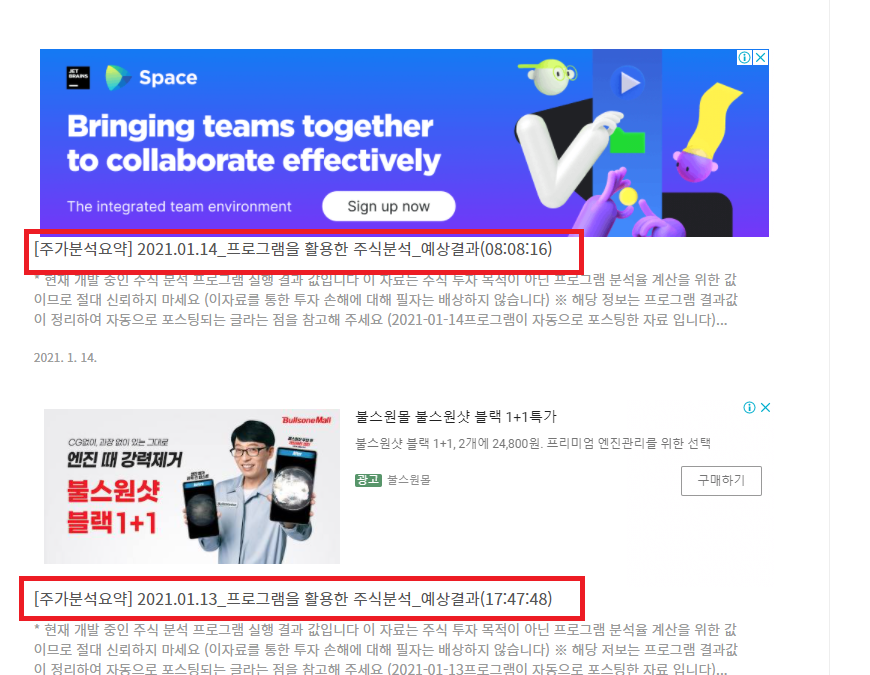 JET BRAINS
Space
Bringing teams together
to collaborate effectively
The integrated team environment
Sign up now
[주가분석요약] 2021.01.14_프로그램을 활용한 주식분석_예상결과(08:08:16)
* 현재 개발 중인 주식 분석 프로그램 실행 결과 값입니다 이 자료는 주식 투자 목적이 아닌 프로그램 분석율 계산을 위한 값
이므로 절대 신뢰하지 마세요 (이자료를 통한 투자 손해에 대해 필자는 배상하지 않습니다) ※ 해당 정보는 프로그램 결과값
이 정리하여 자동으로 포스팅되는 글라는 점을 참고해 주세요 (2021-01-14프로그램이 자동으로 포스팅한 자료 입니다)...
2021. 1. 14.
BullsoneMall
CG없이, 과장 없이 있는 그대로
엔진 때 강력제거
불스원샷
블랙1+1
불스원몰 불스원샷 블랙 1+1특가
불스원샷 블랙 1+1, 2개에 24,800원. 프리미엄 엔진관리를 위한 선택
광고 불스원몰
구매하기
[주가분석요약] 2021.01.13_프로그램을 활용한 주식분석_예상결과(17:47:48)
* 현재 개발 중인 주식 분석 프로그램 실행 결과 값입니다 이 자료는 주식 투자 목적이 아닌 프로그램 분석율 계산을 위한 값
이므로 절대 신뢰하지 마세요 (이자료를 통한 투자 손해에 대해 필자는 배상하지 않습니다) ※ 해당 저보는 프로그램 결과값
이 정리하여 자동으로 포스팅되는 글라는 점을 참고해 주세요 (2021-01-13프로그램이 자동으로 포스팅한 자료 입니다)...